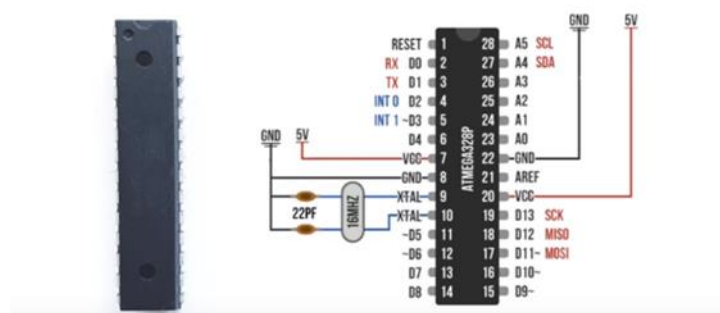 GND 5V
RESET 1 28 A5 SCL
RX D0 2 27 A4 SDA
TX D1 3 26 A3
INT 0 D2 4 25 A2
INT 1 ~D3 5 24 A1
D4 6 23 A0
GND 5V
VCC 7 22 GND
GND 8 21 AREF
XTAL 9 20 VCC
XTAL 10 19 D13 SCK
~D5 11 18 D12 MISO
~D6 12 17 D11~ MOSI
D7 13 16 D10~
D8 14 15 D9~
22PF
16MHZ
ATMEGA328P